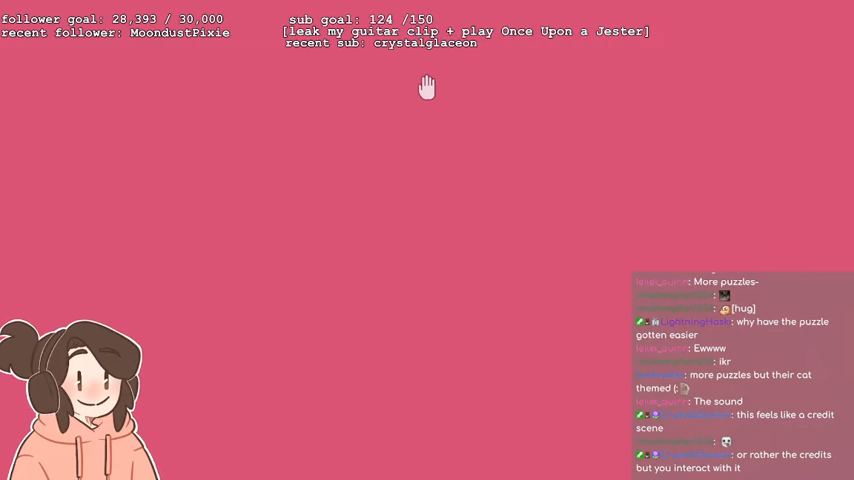 follower goal: 28,393 / 30,000
recent follower: MoondustPixie
sub goal: 124 /150
[leak my guitar clip + play Once Upon a Jester]
recent sub: crystalglaceon
: More puzzles-
:
: [hug]
: why have the puzzle
gotten easier
: Ewwww
: ikr
: more puzzles but their cat
themed (:
: The sound
: this feels like a credit
scene
:
: or rather the credits
but you interact with it